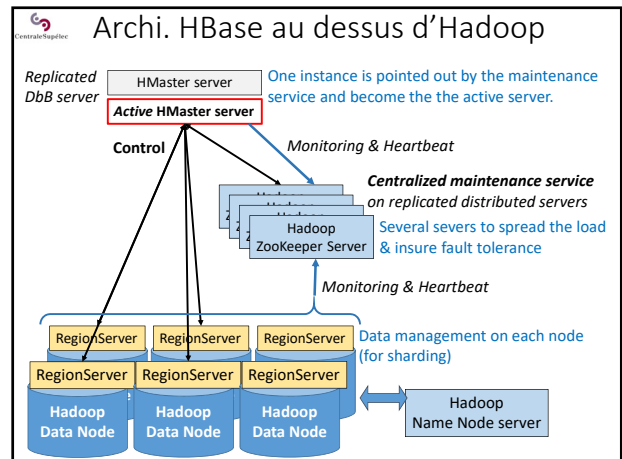 CentraleSupélec
Archi. HBase au dessus d’Hadoop
Replicated
DbB server
HMaster server
Active HMaster server
One instance is pointed out by the maintenance
service and become the the active server.
Control
Monitoring & Heartbeat
Centralized maintenance service
on replicated distributed servers
Hadoop
ZooKeeper Server
Several severs to spread the load
& insure fault tolerance
Monitoring & Heartbeat
RegionServer
RegionServer
RegionServer
Data management on each node
(for sharding)
RegionServer
RegionServer
RegionServer
Hadoop
Data Node
Hadoop
Data Node
Hadoop
Data Node
Hadoop
Name Node server